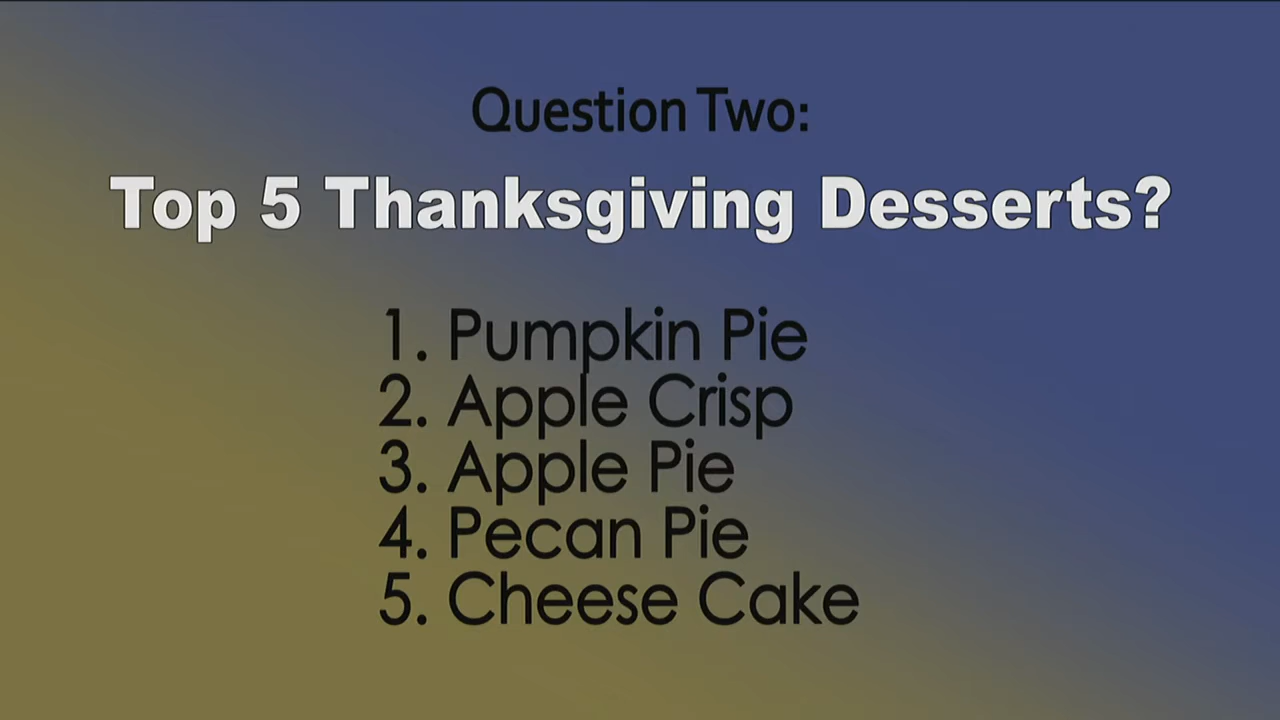 Question Two:
Top 5 Thanksgiving Desserts?
1. Pumpkin Pie
2. Apple Crisp
3. Apple Pie
4. Pecan Pie
5. Cheese Cake